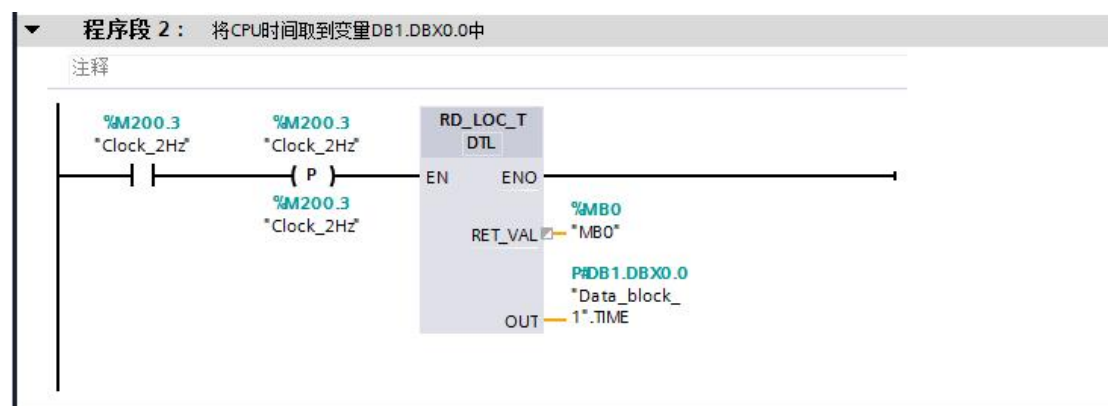 程序段 2： 将CPU时间取到变量DB1.DBX0.0中
注释
%M200.3 %M200.3 RD_LOC_T
"Clock_2Hz" "Clock_2Hz" DTL
( P ) EN ENO
%M200.3
"Clock_2Hz"
%MB0
RET_VAL "MB0"
P#DB1.DBX0.0
"Data_block_
OUT 1".TIME